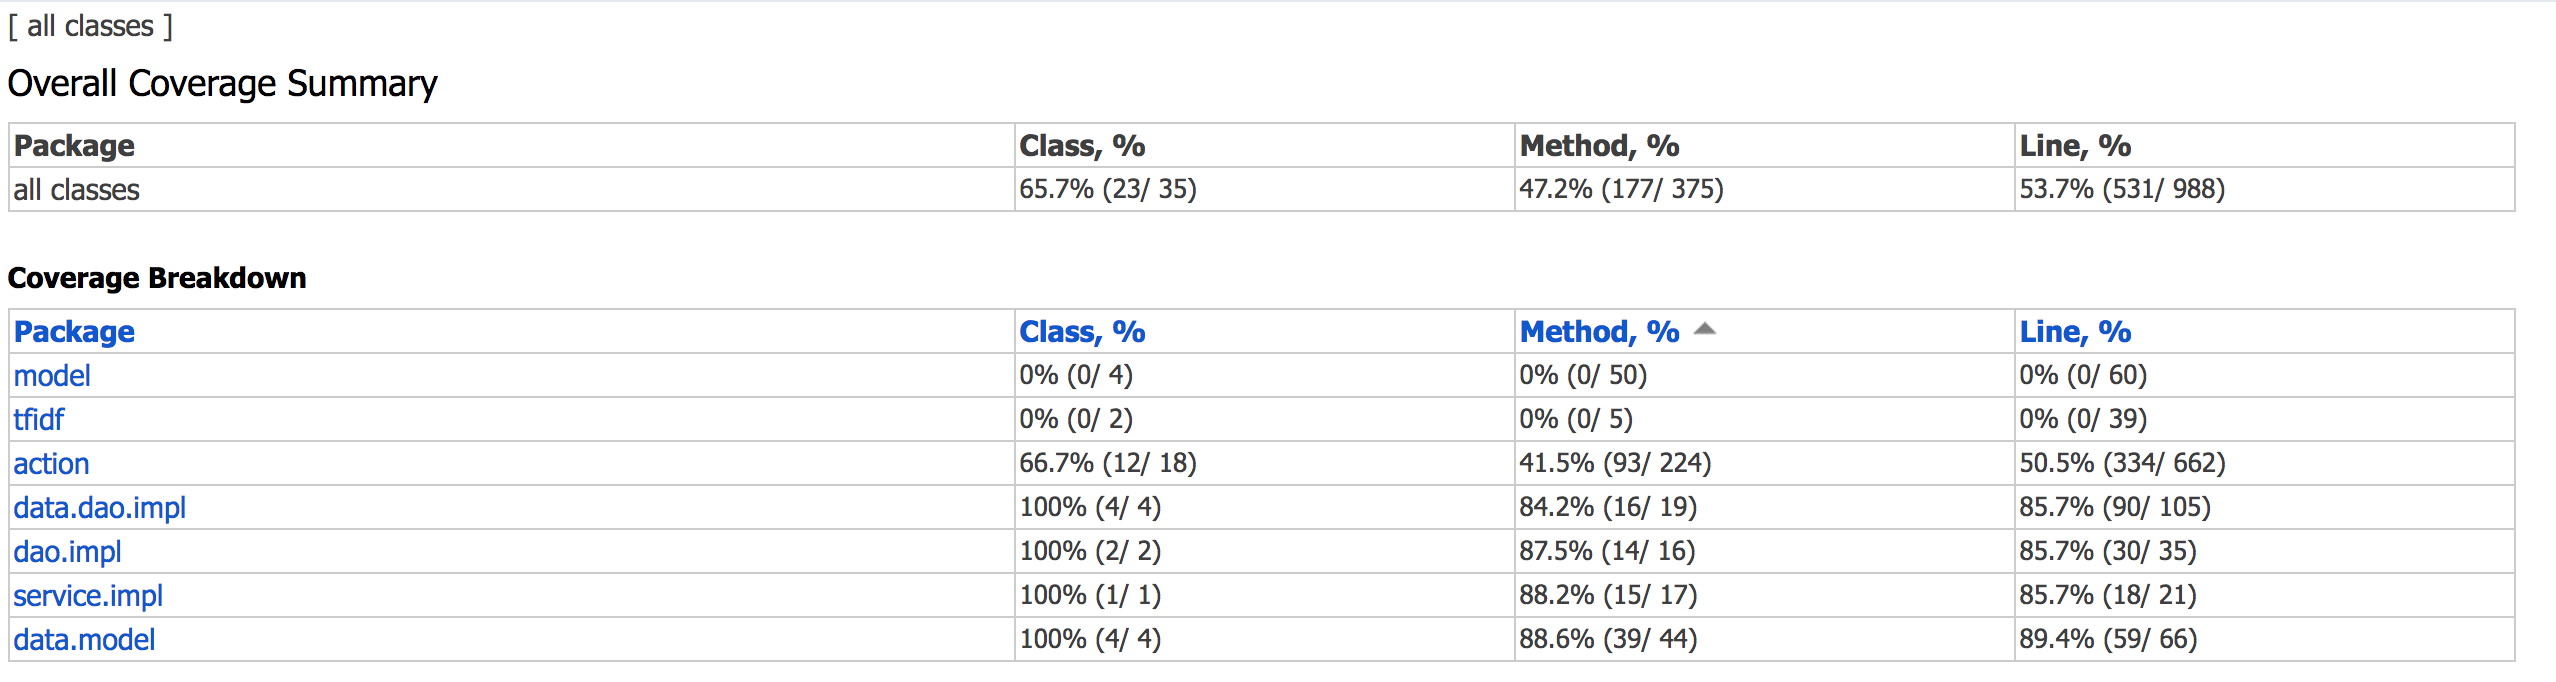 [ all classes ]
Overall Coverage Summary
Package Class, % Method, % Line, %
all classes 65.7% (23/ 35) 47.2% (177/ 375) 53.7% (531/ 988)
Coverage Breakdown
Package Class, % Method, % Line, %
model 0% (0/ 4) 0% (0/ 50) 0% (0/ 60)
tfidf 0% (0/ 2) 0% (0/ 5) 0% (0/ 39)
action 66.7% (12/ 18) 41.5% (93/ 224) 50.5% (334/ 662)
data.dao.impl 100% (4/ 4) 84.2% (16/ 19) 85.7% (90/ 105)
dao.impl 100% (2/ 2) 87.5% (14/ 16) 85.7% (30/ 35)
service.impl 100% (1/ 1) 88.2% (15/ 17) 85.7% (18/ 21)
data.model 100% (4/ 4) 88.6% (39/ 44) 89.4% (59/ 66)